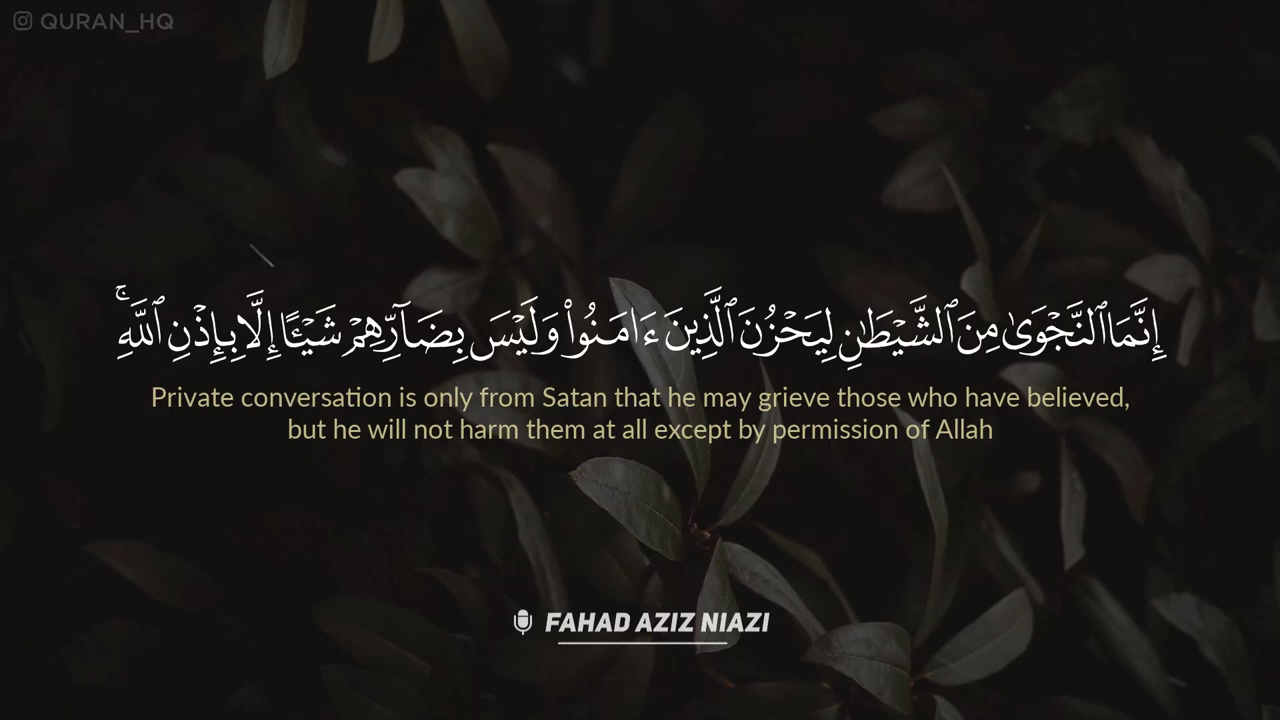 QURAN_HQ
إِنَّمَا ٱلنَّجْوَىٰ مِنَ ٱلشَّيْطَٰنِ لِيَحْزُنَ ٱلَّذِينَ ءَامَنُوا۟ وَلَيْسَ بِضَآرِّهِمْ شَيْـًٔا إِلَّا بِإِذْنِ ٱللَّهِ ۚ
Private conversation is only from Satan that he may grieve those who have believed,
but he will not harm them at all except by permission of Allah
FAHAD AZIZ NIAZI